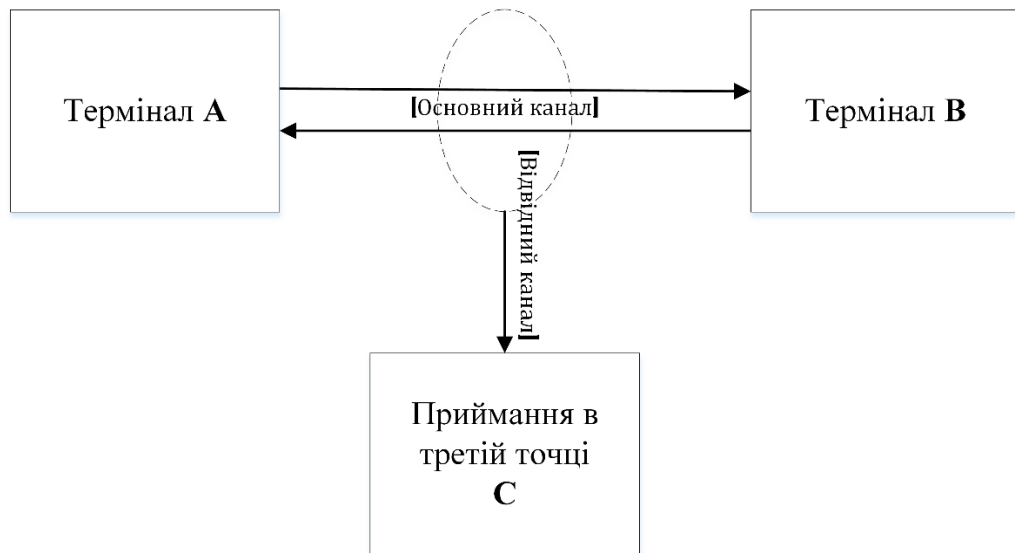 Термінал A
[Основний канал]
Термінал B
[Відвідний канал]
Приймання в
третій точці
C